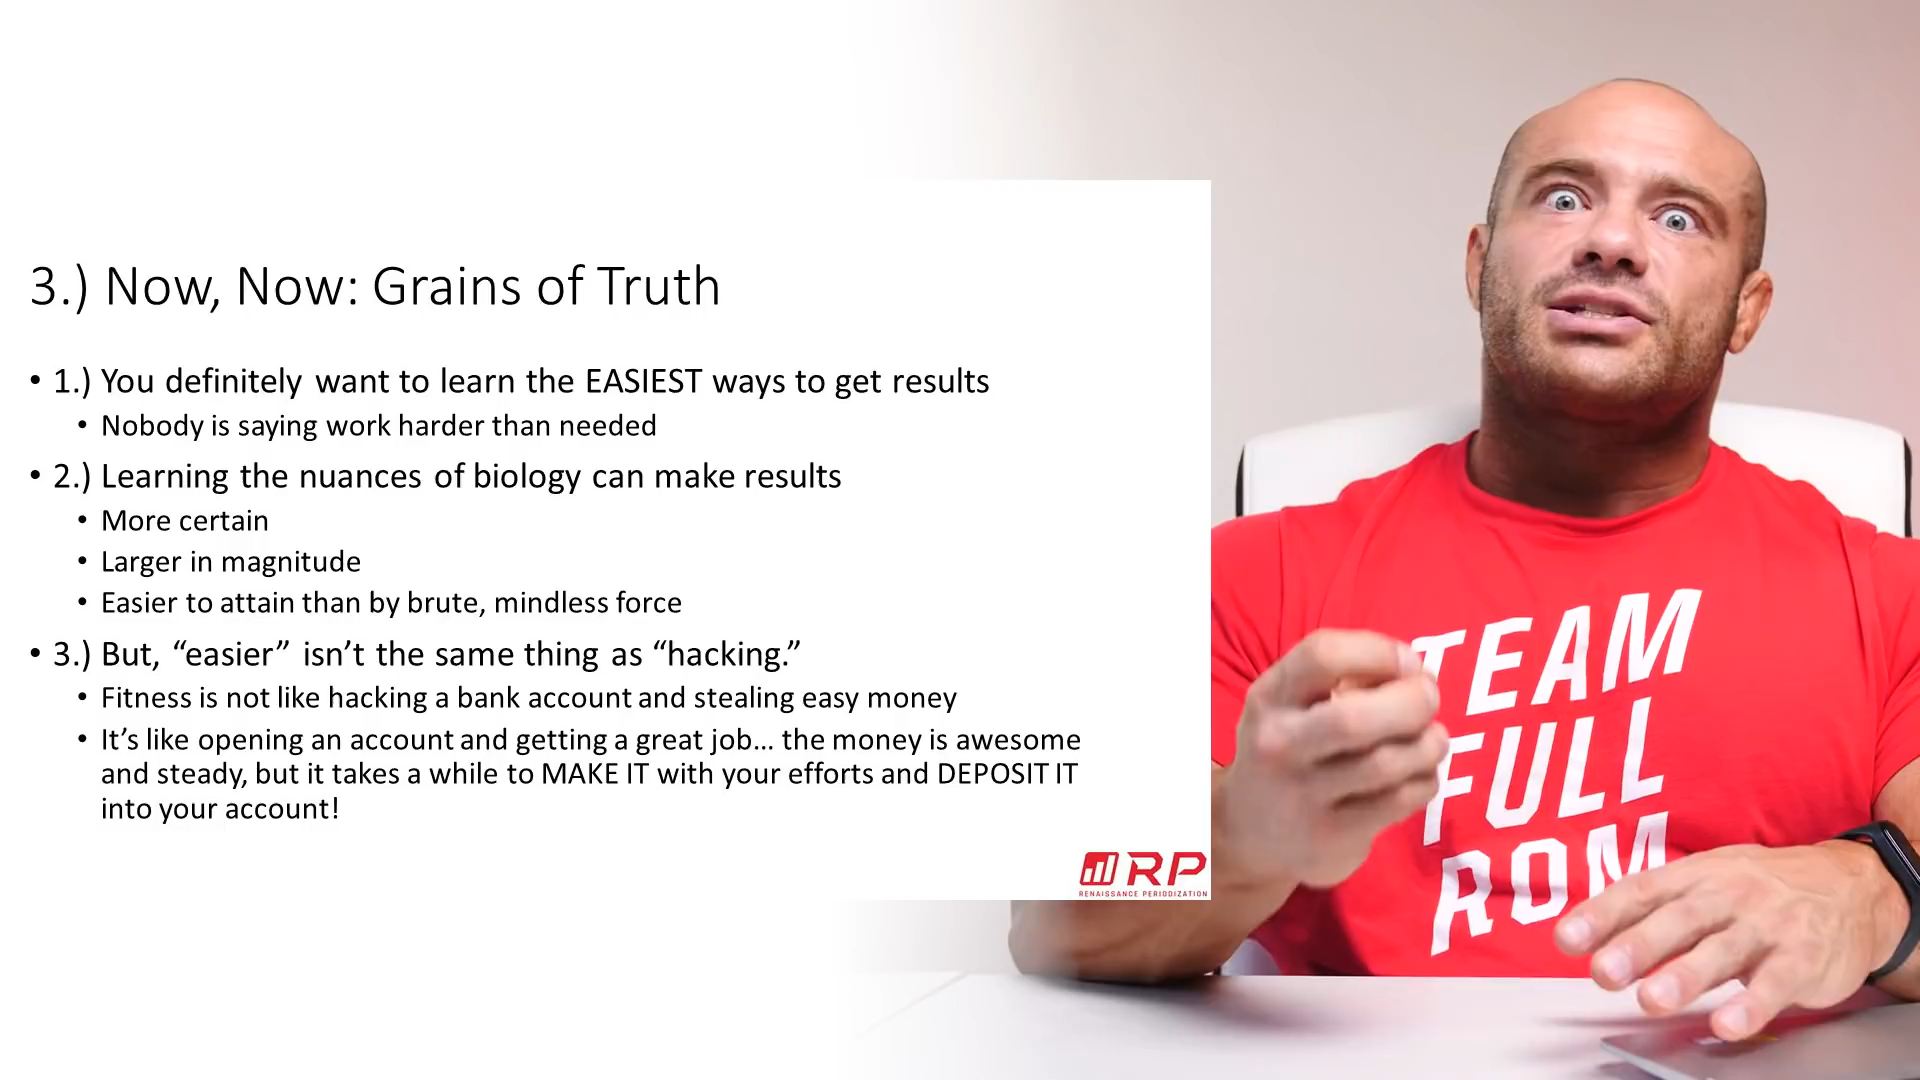 3.) Now, Now: Grains of Truth
• 1.) You definitely want to learn the EASIEST ways to get results
• Nobody is saying work harder than needed
• 2.) Learning the nuances of biology can make results
• More certain
• Larger in magnitude
• Easier to attain than by brute, mindless force
• 3.) But, “easier” isn’t the same thing as “hacking.”
• Fitness is not like hacking a bank account and stealing easy money
• It’s like opening an account and getting a great job… the money is awesome
and steady, but it takes a while to MAKE IT with your efforts and DEPOSIT IT
into your account!
RP
RENAISSANCE PERIODIZATION
TEAM
FULL
ROM